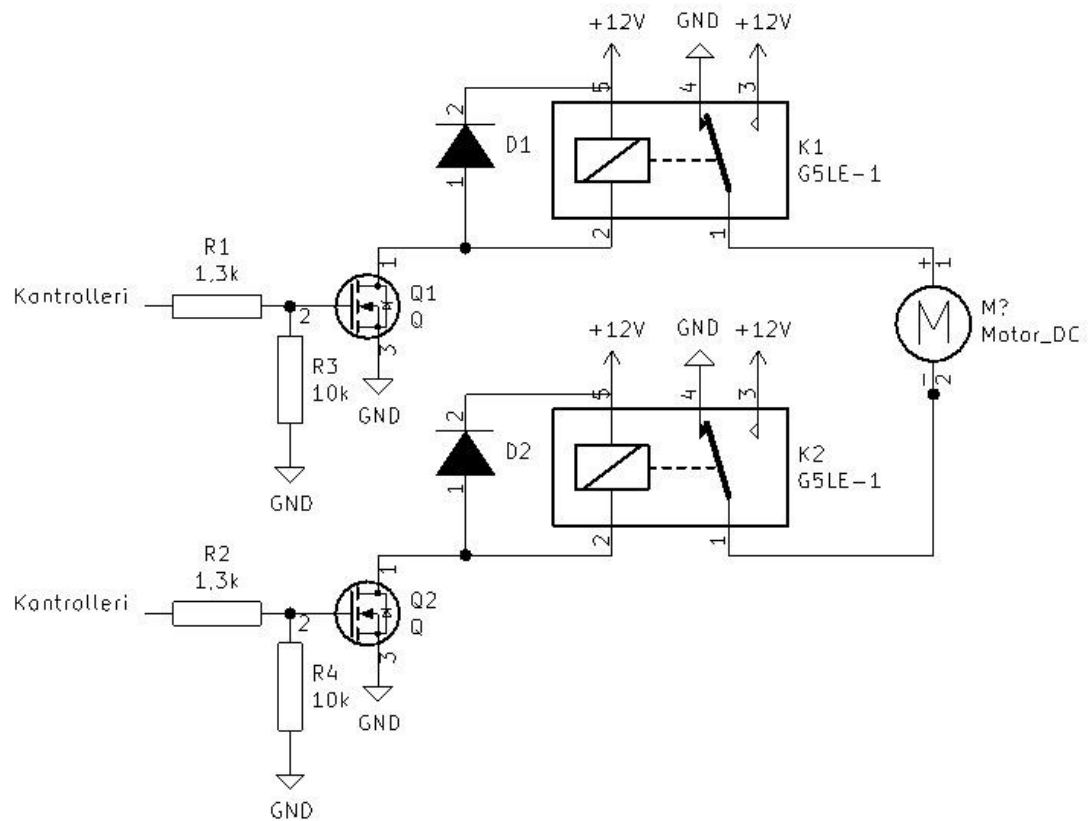 +12V
GND
+12V
5
4
3
2
D1
K1
G5LE-1
1
2
1
R1
1,3k
1
+
1
Kontrolleri
2
Q1
Q
M
M?
Motor_DC
3
R3
10k
GND
+12V
GND
+12V
-
2
5
4
3
GND
2
D2
K2
G5LE-1
1
2
1
R2
1,3k
1
Kontrolleri
2
Q2
Q
3
R4
10k
GND
GND